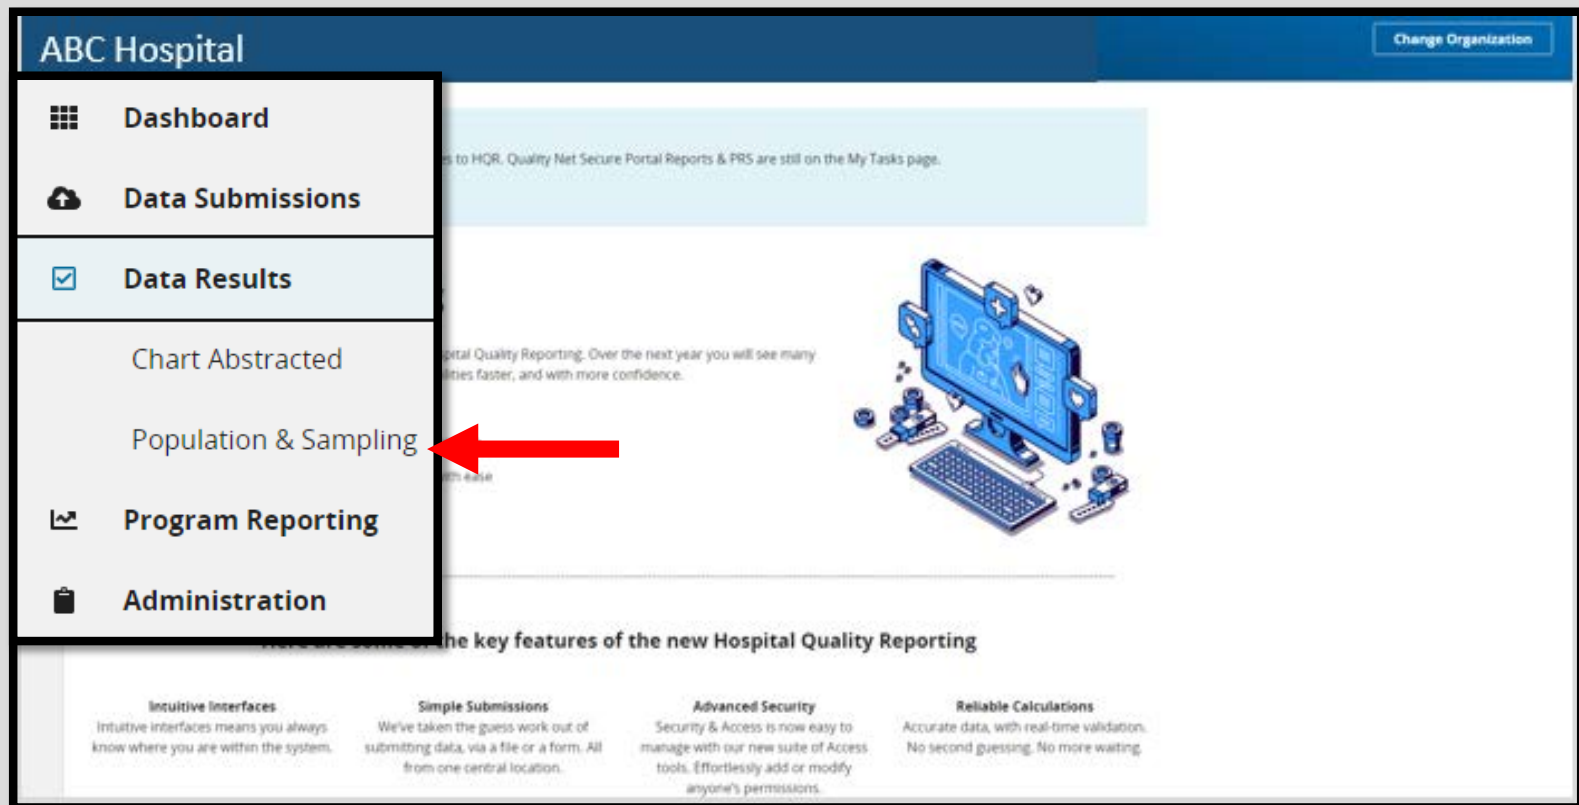 ABC Hospital
Change Organization
Dashboard
Data Submissions
Data Results
Chart Abstracted
Population & Sampling
Program Reporting
Administration
to HQR. Quality Net Secure Portal Reports & PRS are still on the My Tasks page.
Quality Reporting. Over the next year you will see many
faster, and with more confidence.
with ease
some of the key features of the new Hospital Quality Reporting
Intuitive Interfaces
Intuitive interfaces means you always
know where you are within the system.
Simple Submissions
We've taken the guess work out of
submitting data, via a file or a form. All
from one central location.
Advanced Security
Security & Access is now easy to
manage with our new suite of Access
tools. Effortlessly add or modify
anyone's permissions.
Reliable Calculations
Accurate data, with real-time validation.
No second guessing. No more waiting.